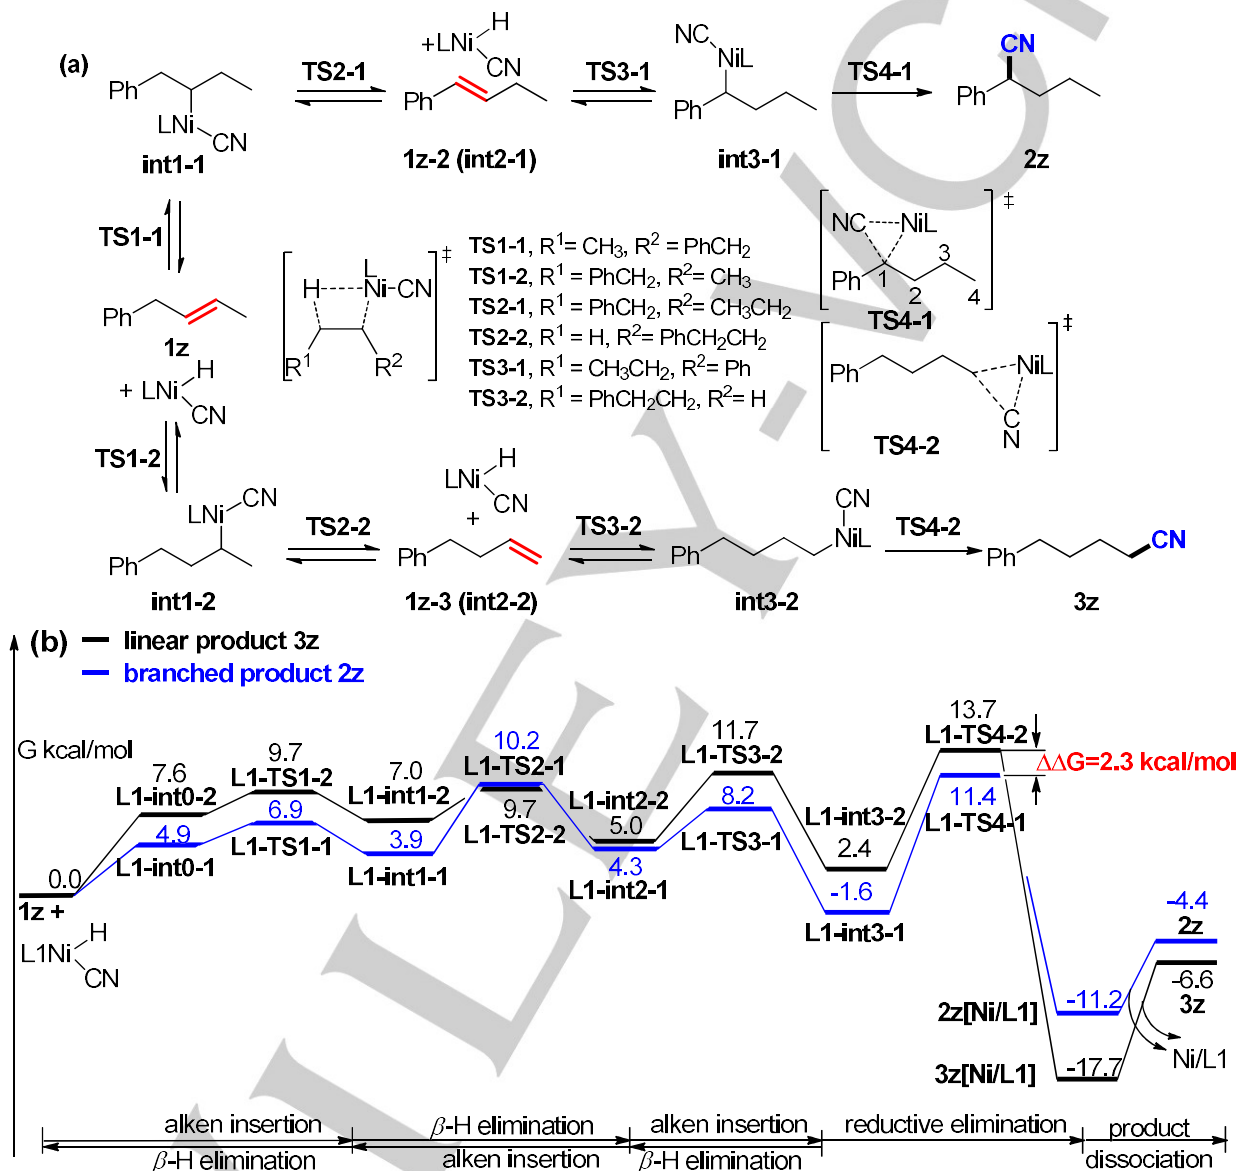 (a)
Ph
LNi
CN
int1-1
TS2-1
+LNi
H
CN
Ph
1z-2 (int2-1)
TS3-1
NC
NiL
Ph
int3-1
TS4-1
CN
Ph
2z
TS1-1
Ph
1z
+ LNi
H
CN
TS1-2
H
L
Ni
CN
R1
R2
‡
TS1-1, R1 = CH3, R2 = PhCH2
TS1-2, R1 = PhCH2, R2 = CH3
TS2-1, R1 = PhCH2, R2 = CH3CH2
TS2-2, R1 = H, R2 = PhCH2CH2
TS3-1, R1 = CH3CH2, R2 = Ph
TS3-2, R1 = PhCH2CH2, R2 = H
NC
NiL
‡
Ph
1
2
3
4
TS4-1
‡
Ph
NiL
C
N
TS4-2
LNi
CN
Ph
int1-2
TS2-2
LNi
H
CN
+
Ph
1z-3 (int2-2)
TS3-2
CN
NiL
Ph
int3-2
TS4-2
Ph
CN
3z
(b)
linear product 3z
branched product 2z
G kcal/mol
0.0
1z +
L1Ni
H
CN
7.6
L1-int0-2
4.9
L1-int0-1
9.7
L1-TS1-2
6.9
L1-TS1-1
7.0
L1-int1-2
3.9
L1-int1-1
10.2
L1-TS2-1
9.7
L1-TS2-2
L1-int2-2
5.0
4.3
L1-int2-1
11.7
L1-TS3-2
8.2
L1-TS3-1
L1-int3-2
2.4
-1.6
L1-int3-1
13.7
L1-TS4-2
ΔΔG=2.3 kcal/mol
11.4
L1-TS4-1
-11.2
2z[Ni/L1]
-17.7
3z[Ni/L1]
-4.4
2z
-6.6
3z
Ni/L1
alken insertion
β-H elimination
β-H elimination
alken insertion
alken insertion
β-H elimination
reductive elimination
product
dissociation